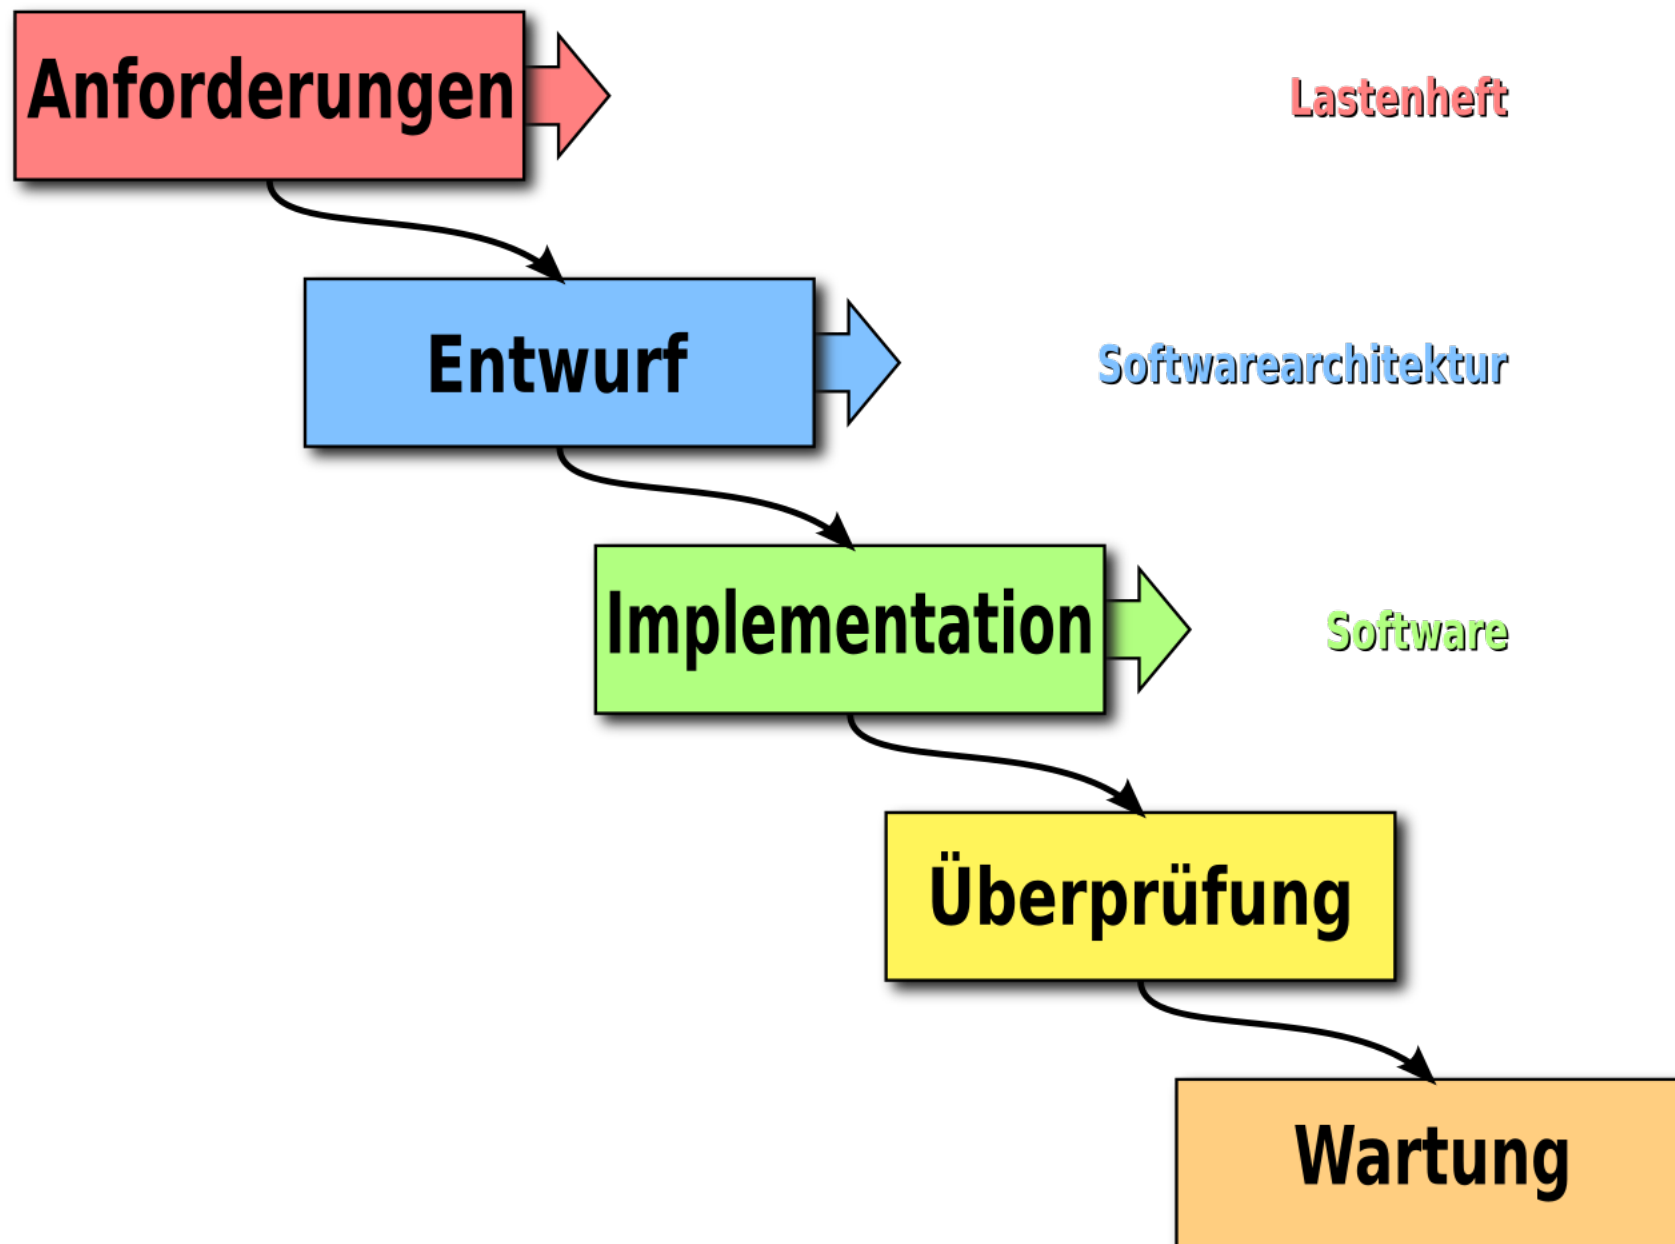 Anforderungen
Lastenheft
Entwurf
Softwarearchitektur
Implementation
Software
Überprüfung
Wartung